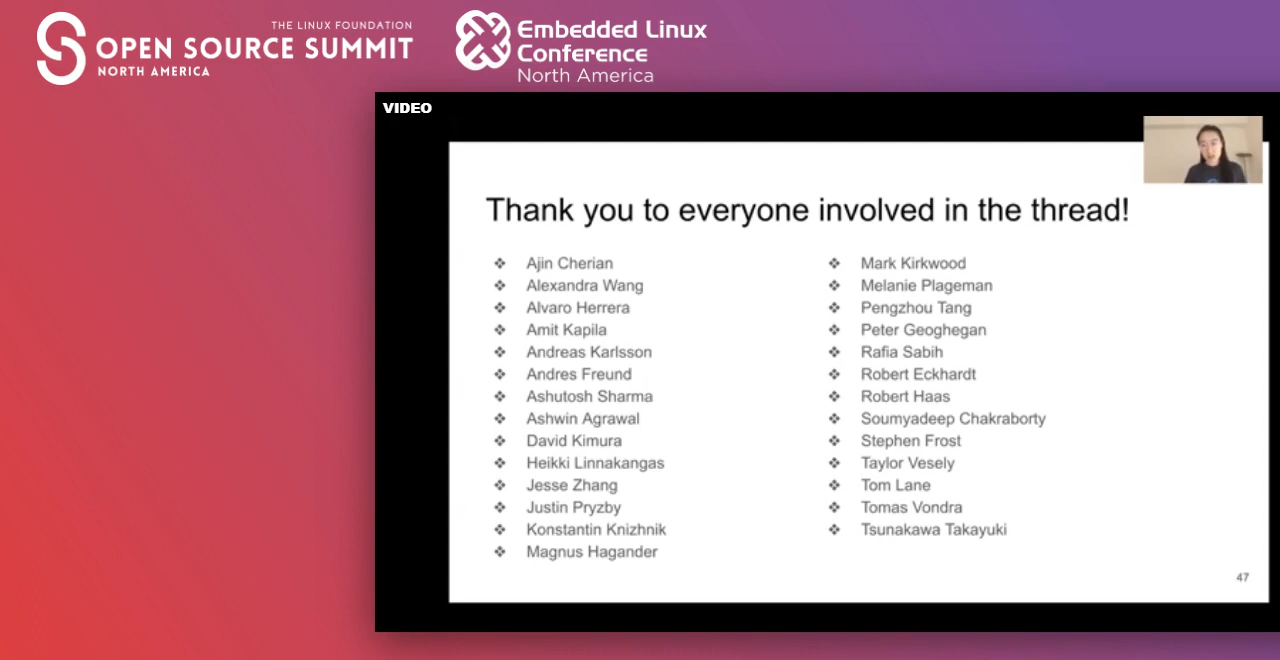 THE LINUX FOUNDATION
OPEN SOURCE SUMMIT
NORTH AMERICA
Embedded Linux
Conference
North America
VIDEO
Thank you to everyone involved in the thread!
❖ Ajin Cherian
❖ Alexandra Wang
❖ Alvaro Herrera
❖ Amit Kapila
❖ Andreas Karlsson
❖ Andres Freund
❖ Ashutosh Sharma
❖ Ashwin Agrawal
❖ David Kimura
❖ Heikki Linnakangas
❖ Jesse Zhang
❖ Justin Pryzby
❖ Konstantin Knizhnik
❖ Magnus Hagander
❖ Mark Kirkwood
❖ Melanie Plageman
❖ Pengzhou Tang
❖ Peter Geoghegan
❖ Rafia Sabih
❖ Robert Eckhardt
❖ Robert Haas
❖ Soumyadeep Chakraborty
❖ Stephen Frost
❖ Taylor Vesely
❖ Tom Lane
❖ Tomas Vondra
❖ Tsunakawa Takayuki
47